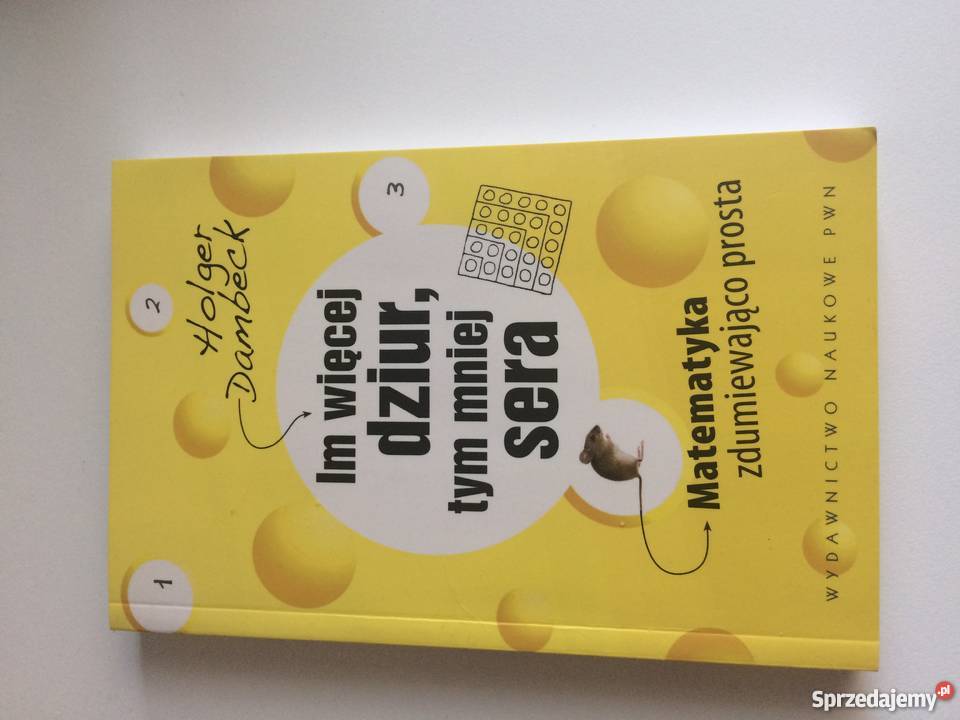 1
2
3
Holger
Dambeck
Im więcej
dziur,
tym mniej
sera
Matematyka
zdumiewająco prosta
WYDAWNICTWO NAUKOWE PWN
Sprzedajemy.pl